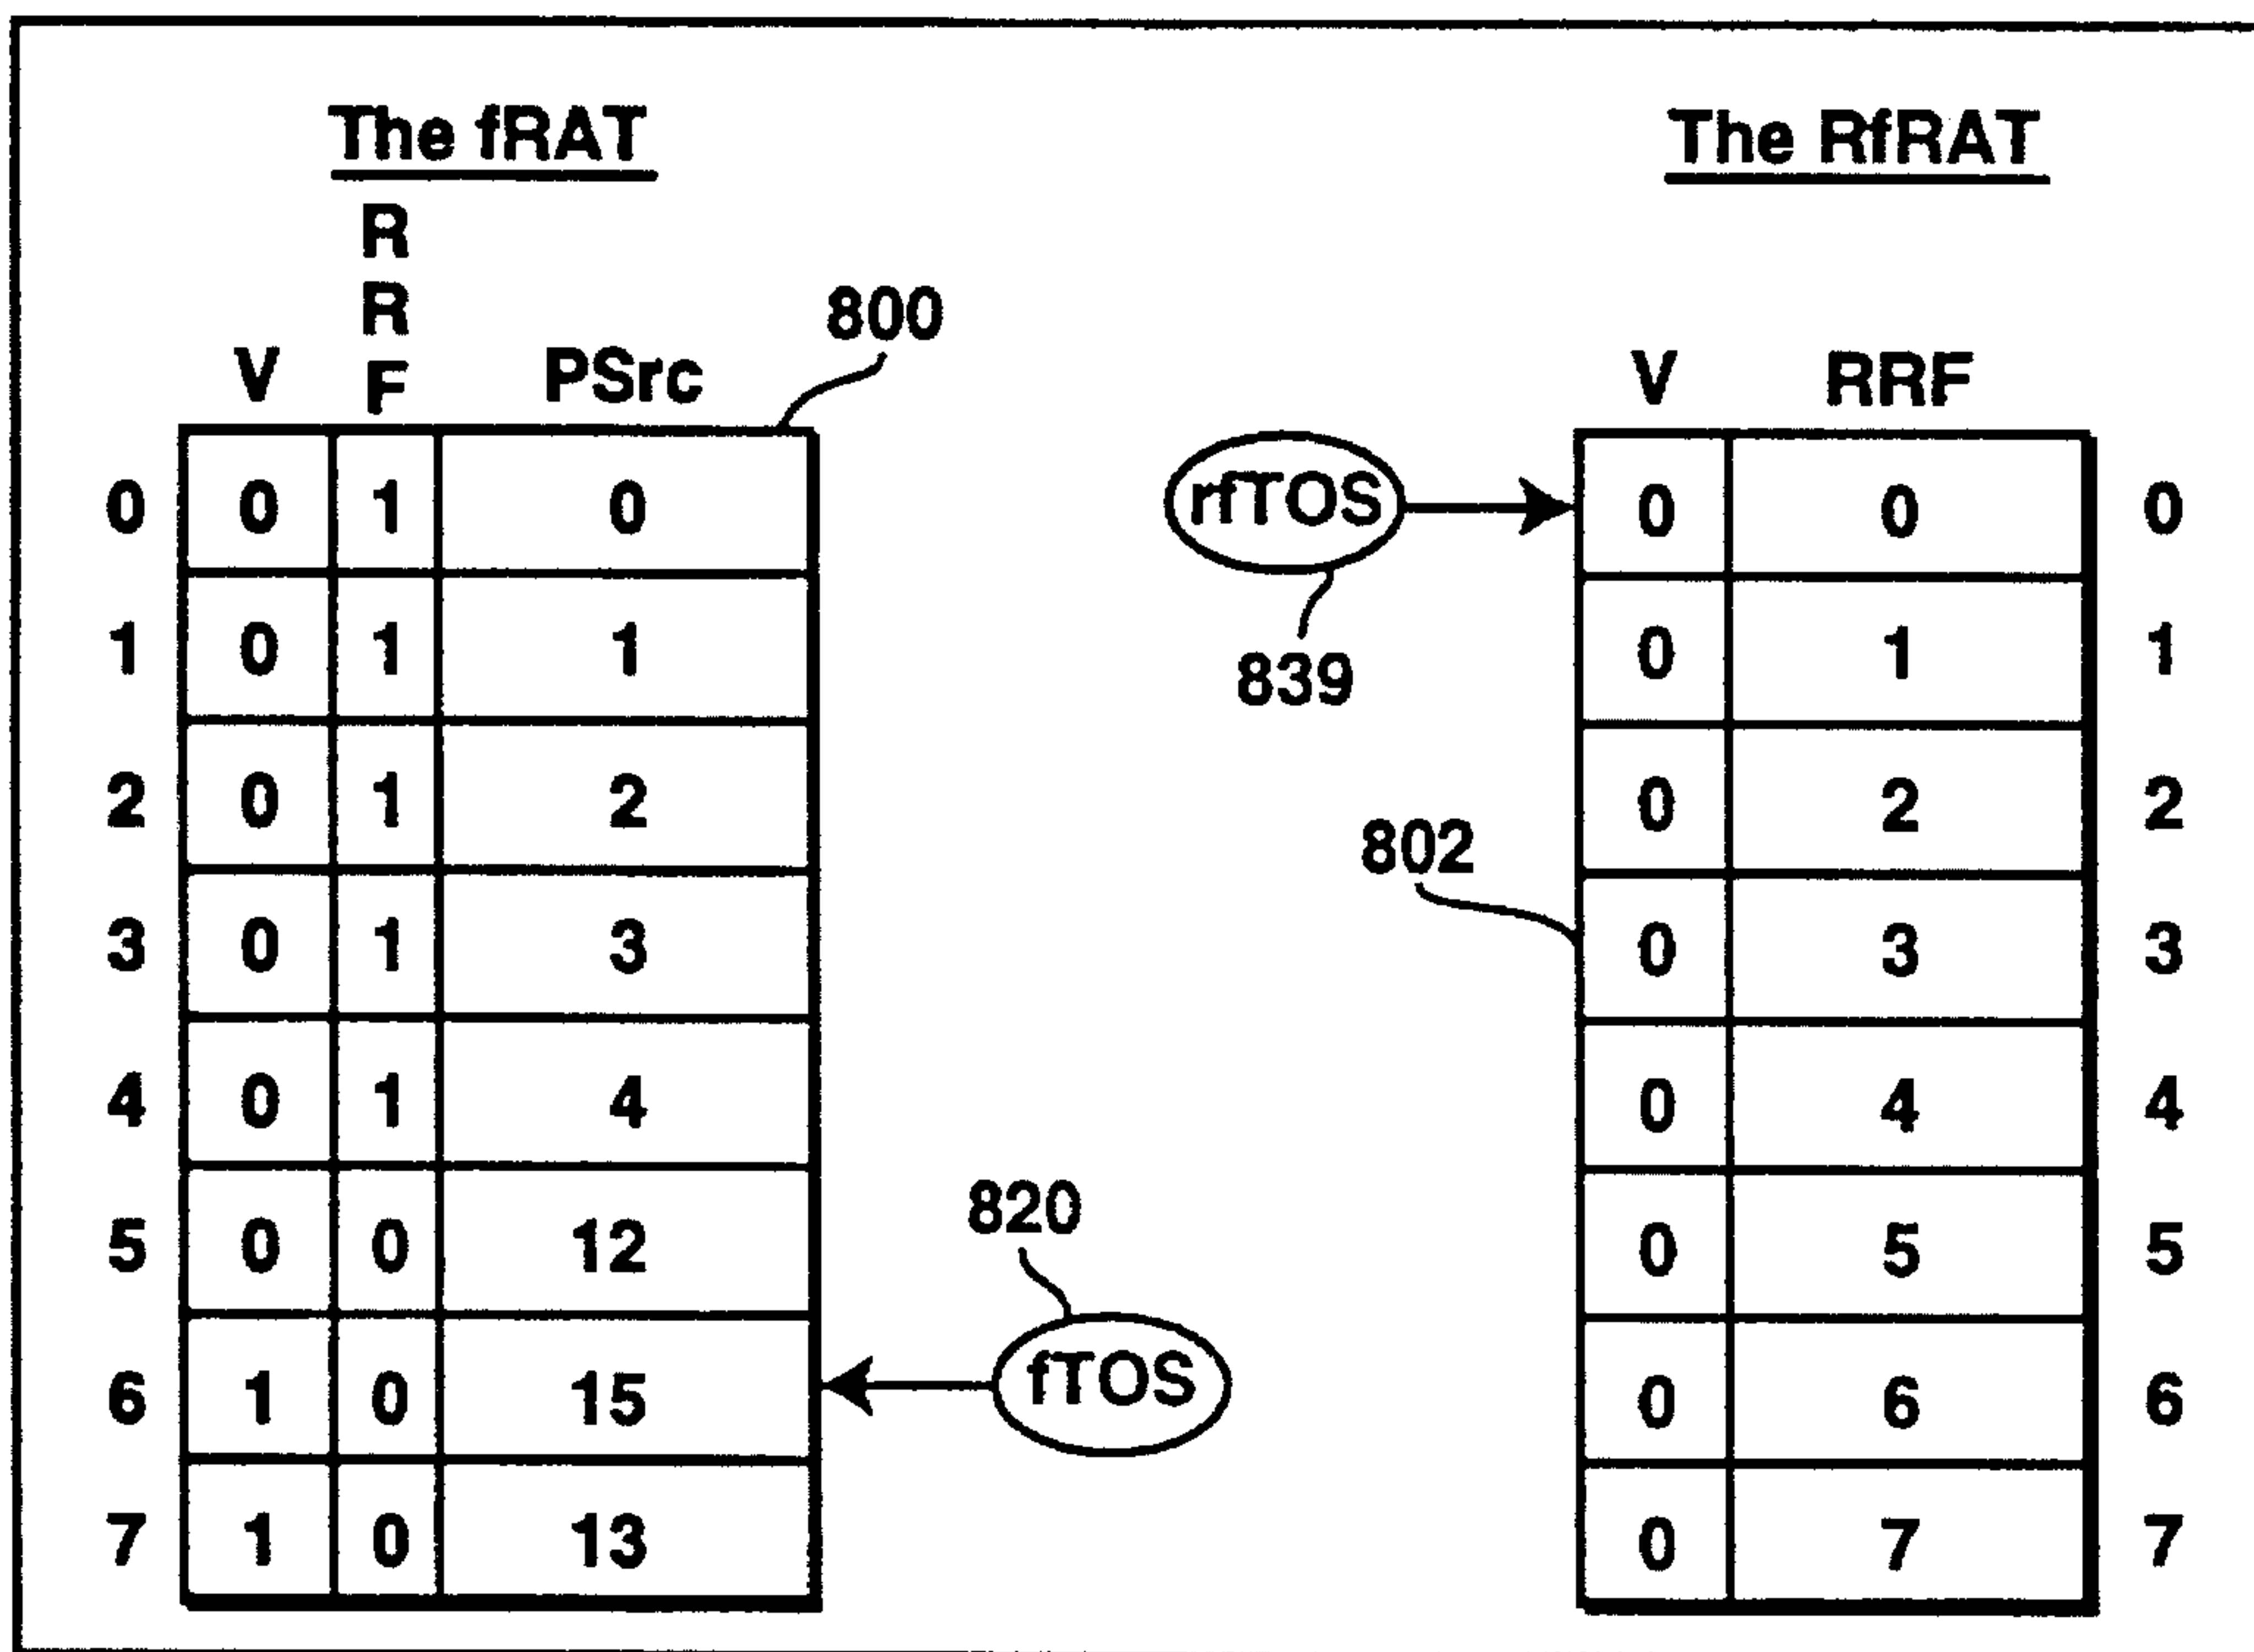 The fRAT
The RfRAT
R
R
V F PSrc
800
V RRF
0 0 1 0
rfTOS
0 0 0
1 0 1 1
839
0 1 1
2 0 1 2
802
0 2 2
3 0 1 3
0 3 3
4 0 1 4
0 4 4
5 0 0 12
820
0 5 5
6 1 0 15
fTOS
0 6 6
7 1 0 13
0 7 7